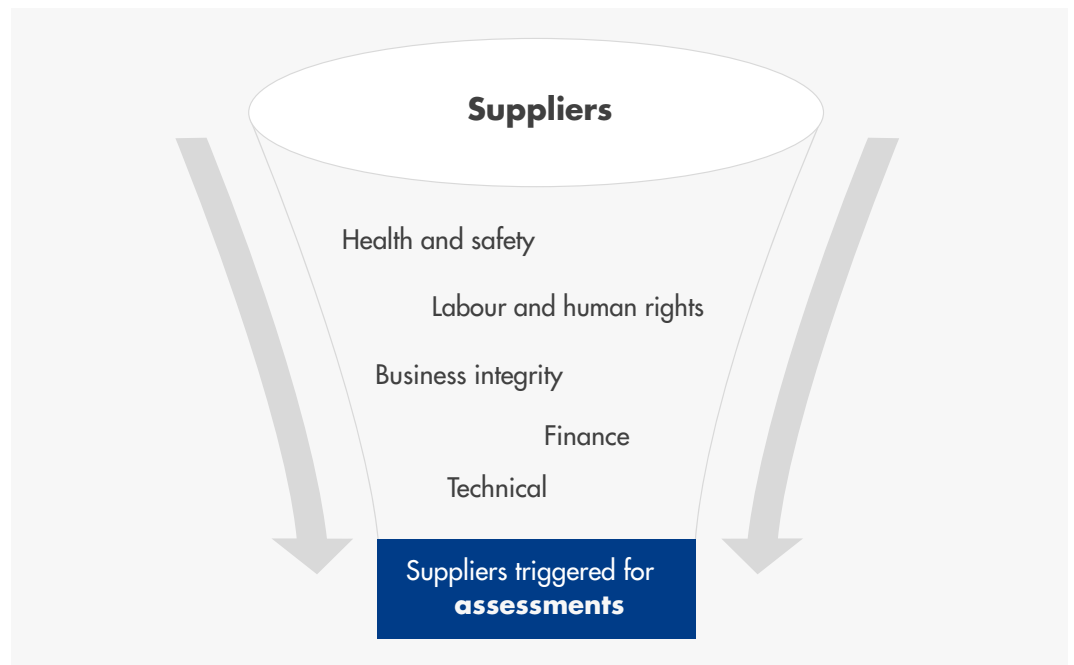 Suppliers
Health and safety
Labour and human rights
Business integrity
Finance
Technical
Suppliers triggered for
assessments